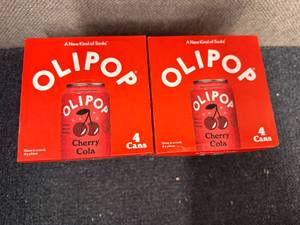 A New Kind of Soda
OLIPOP
OLIPOP
Cherry
Cola
4
Cans
A New Kind of Soda
OLIPOP
OLIPOP
Cherry
Cola
4
Cans